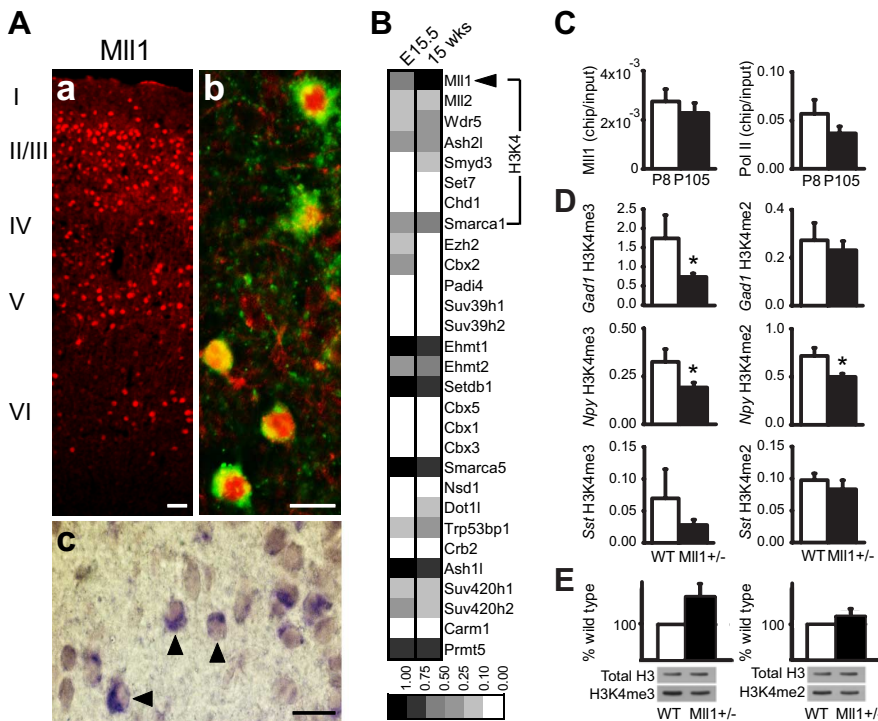 A
Mll1
a
b
I
II/III
IV
V
VI
c
B
E15.5
15 wks
Mll1
Mll2
Wdr5
Ash2l
Smyd3
Set7
Chd1
Smarca1
H3K4
Ezh2
Cbx2
Padi4
Suv39h1
Suv39h2
Ehmt1
Ehmt2
Setdb1
Cbx5
Cbx1
Cbx3
Smarca5
Nsd1
Dot1l
Trp53bp1
Crb2
Ash1l
Suv420h1
Suv420h2
Carm1
Prmt5
1.00 0.75 0.50 0.25 0.10 0.00
C
Mll1 (chip/input)
4x10-3
2x10-3
0
P8 P105
Pol II (chip/input)
0.10
0.05
0.00
P8 P105
D
Gad1 H3K4me3
2.5
2.0
1.5
1.0
0.5
0.0
*
Gad1 H3K4me2
0.4
0.2
0.0
Npy H3K4me3
0.50
0.25
0.00
*
Npy H3K4me2
1.0
0.5
0.0
*
Sst H3K4me3
0.15
0.10
0.05
0.00
WT Mll1+/-
Sst H3K4me2
0.15
0.10
0.05
0.00
WT Mll1+/-
E
% wild type
100
Total H3
H3K4me3
WT Mll1+/-
% wild type
100
Total H3
H3K4me2
WT Mll1+/